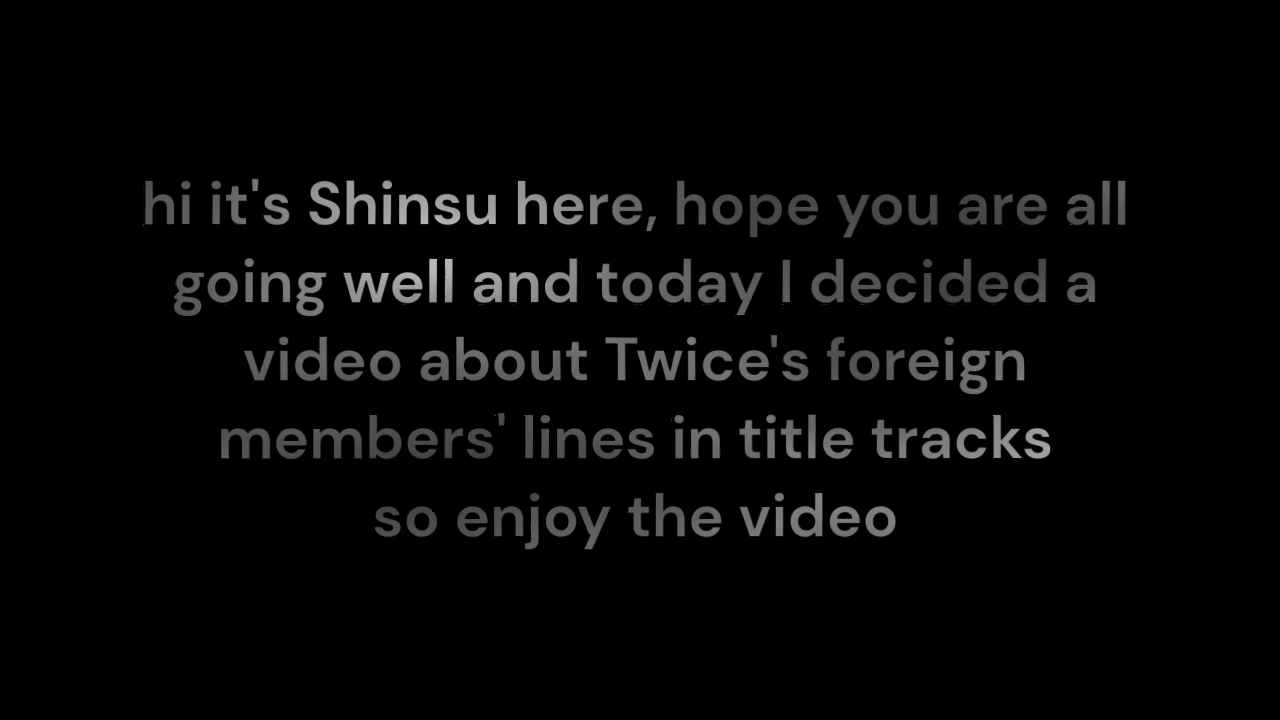 hi it's Shinsu here, hope you are all
going well and today I decided a
video about Twice's foreign
members' lines in title tracks
so enjoy the video